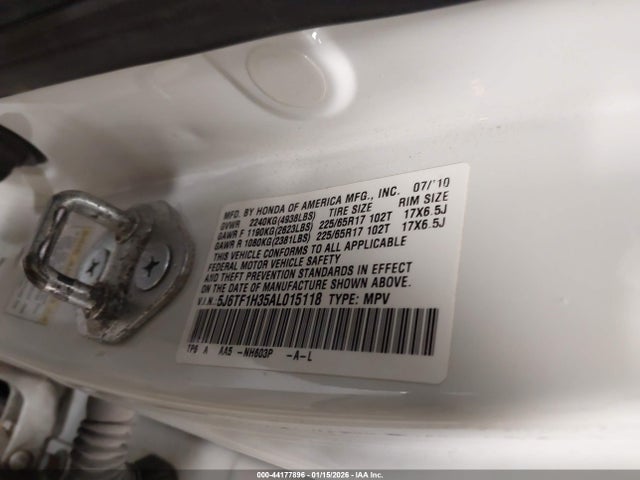 MFD. BY HONDA OF AMERICA MFG., INC. 07/'10
GVWR 2240KG(4938LBS) TIRE SIZE RIM SIZE
GAWR F 1190KG(2623LBS) 225/65R17 102T 17X6.5J
GAWR R 1080KG(2381LBS) 225/65R17 102T 17X6.5J
THIS VEHICLE CONFORMS TO ALL APPLICABLE
FEDERAL MOTOR VEHICLE SAFETY
AND THEFT PREVENTION STANDARDS IN EFFECT
ON THE DATE OF MANUFACTURE SHOWN ABOVE.
V.I.N. 5J6TF1H35AL015118 TYPE: MPV
TP6 A AA5 -NH603P -A-L
000-44177896 - 01/15/2026 - IAA Inc.